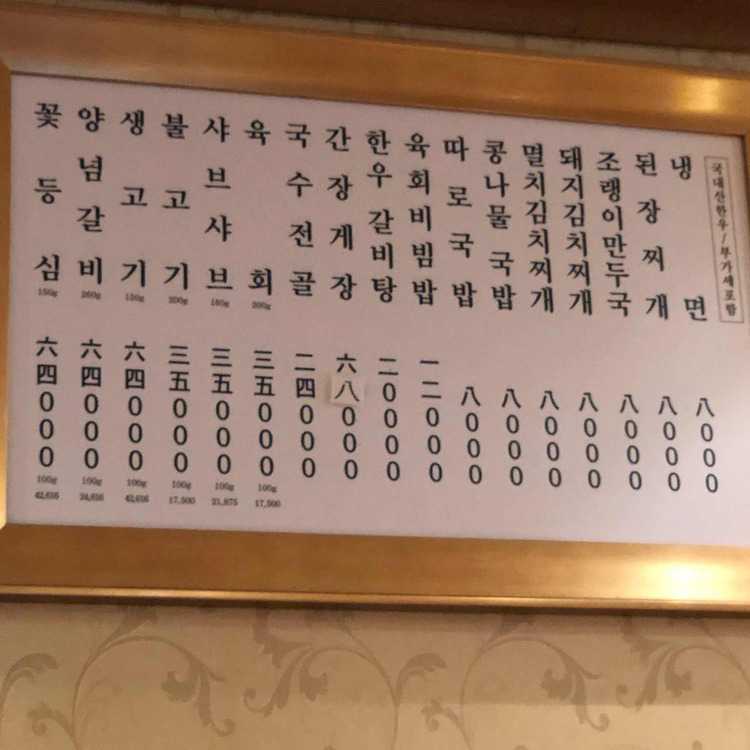 국내산한우/부가세포함
냉면 八000
된장찌개 八000
조랭이만두국 八000
돼지김치찌개 八000
멸치김치찌개 八000
콩나물국밥 八000
따로국밥 八000
육회비빔밥 一二000
한우갈비탕 二0000
간장게장 六八000
국수전골 二四000
육회 200g 三五000 100g 17,500
샤브샤브 160g 三五000 100g 21,875
불고기 200g 三五000 100g 17,500
생고기 150g 六四000 100g 42,616
양념갈비 260g 六四000 100g 24,616
꽃등심 150g 六四000 100g 42,616